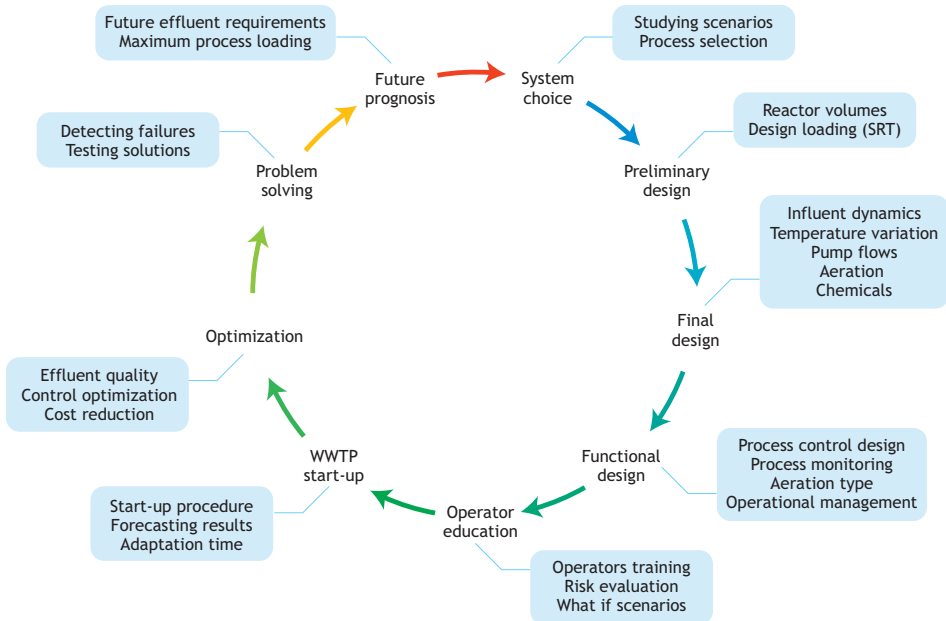 Future effluent requirements
Maximum process loading
Future
prognosis
Studying scenarios
Process selection
System
choice
Reactor volumes
Design loading (SRT)
Preliminary
design
Influent dynamics
Temperature variation
Pump flows
Aeration
Chemicals
Final
design
Process control design
Process monitoring
Aeration type
Operational management
Functional
design
Operators training
Risk evaluation
What if scenarios
Operator
education
Start-up procedure
Forecasting results
Adaptation time
WWTP
start-up
Effluent quality
Control optimization
Cost reduction
Optimization
Detecting failures
Testing solutions
Problem
solving